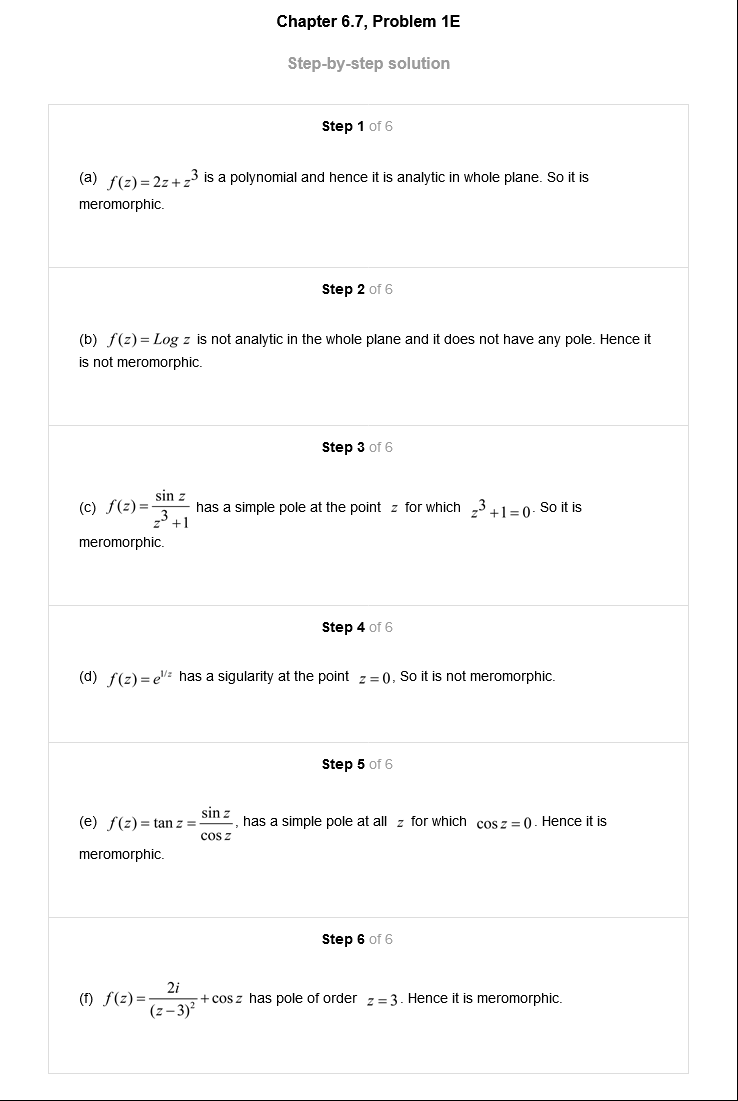 Chapter 6.7, Problem 1E
Step-by-step solution
Step 1 of 6
(a) f(z) = 2z + z³ is a polynomial and hence it is analytic in whole plane. So it is
meromorphic.
Step 2 of 6
(b) f(z) = Log z is not analytic in the whole plane and it does not have any pole. Hence it
is not meromorphic.
Step 3 of 6
(c) f(z) = sin z / z³ + 1 has a simple pole at the point z for which z³ + 1 = 0. So it is
meromorphic.
Step 4 of 6
(d) f(z) = e^1/z has a sigularity at the point z = 0, So it is not meromorphic.
Step 5 of 6
(e) f(z) = tan z = sin z / cos z, has a simple pole at all z for which cos z = 0. Hence it is
meromorphic.
Step 6 of 6
(f) f(z) = 2i / (z − 3)² + cos z has pole of order z = 3. Hence it is meromorphic.